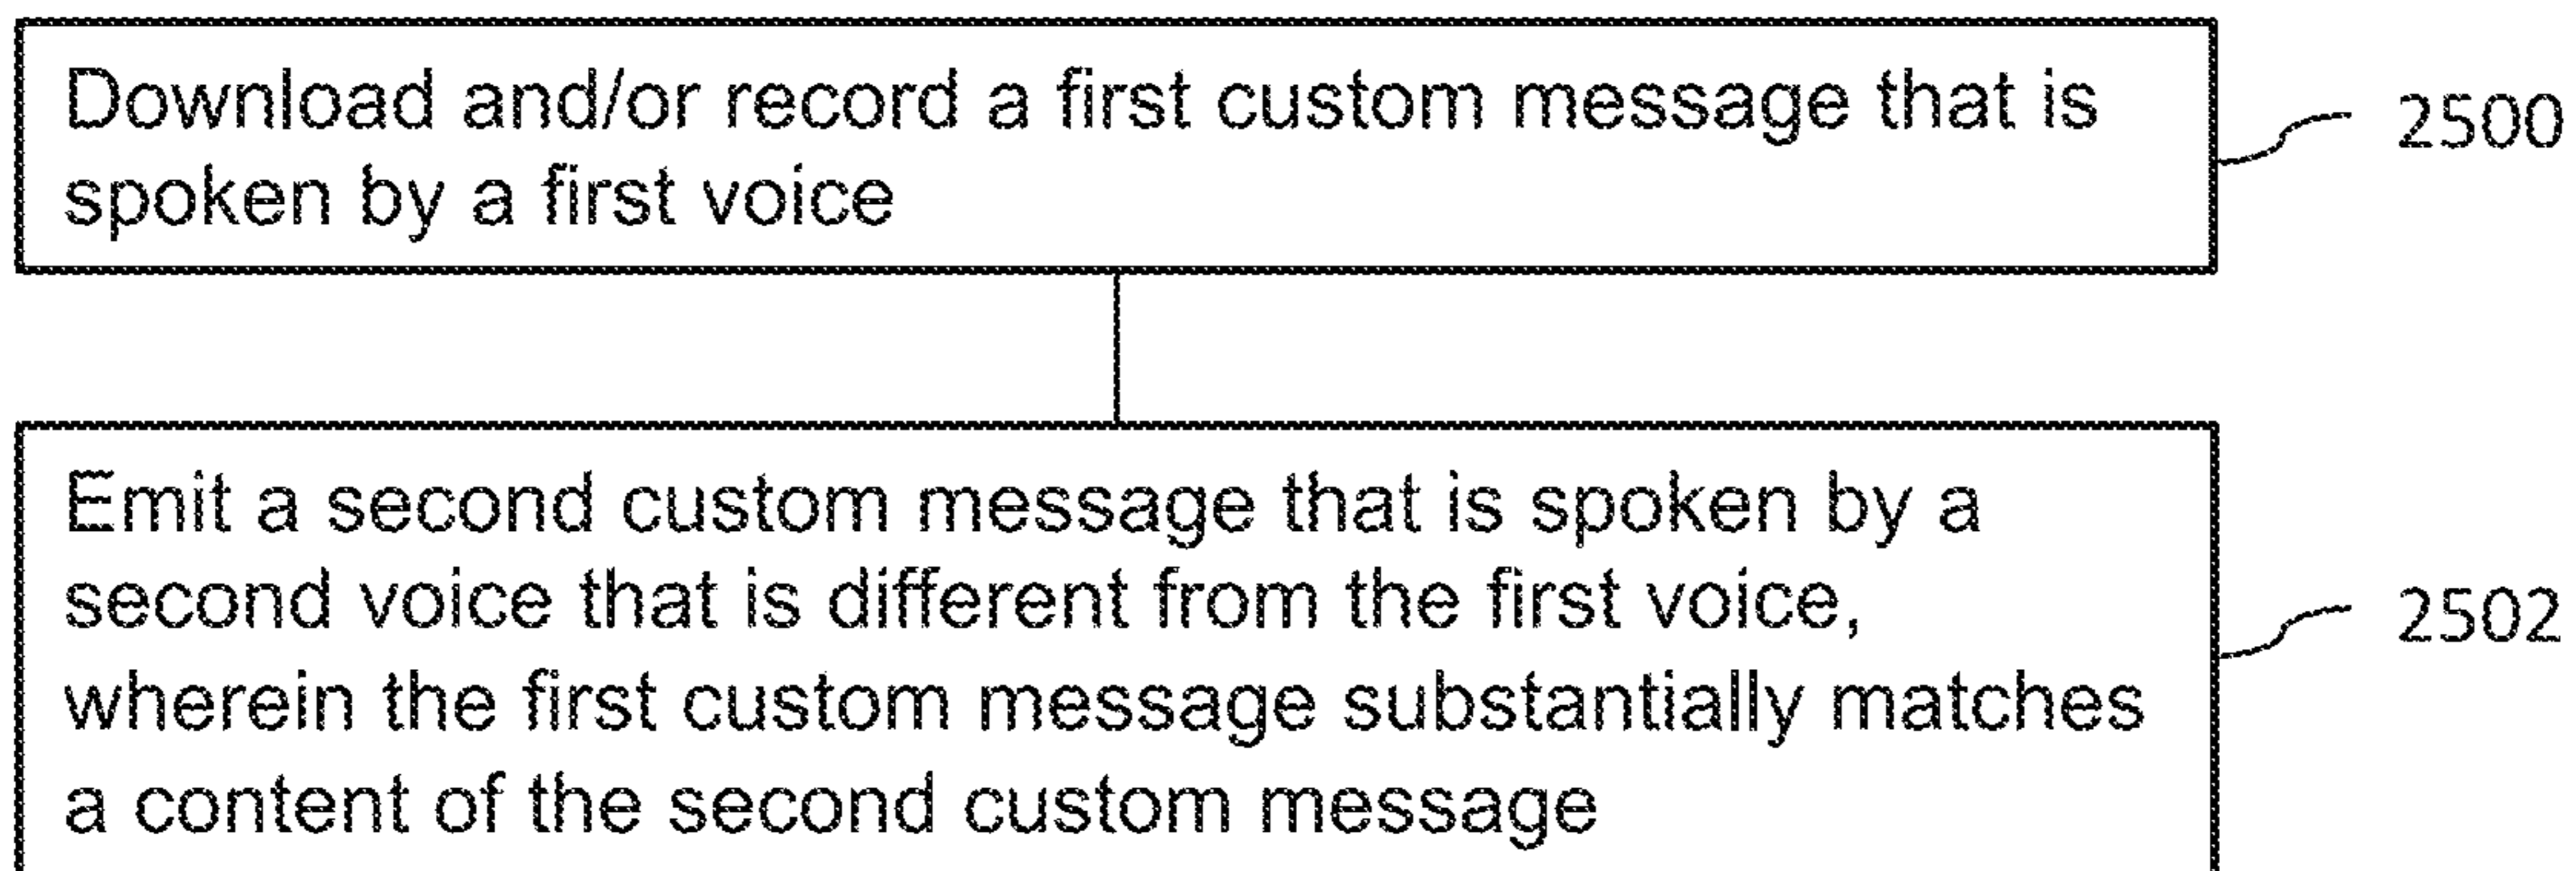 Download and/or record a first custom message that is
spoken by a first voice
2500
Emit a second custom message that is spoken by a
second voice that is different from the first voice,
wherein the first custom message substantially matches
a content of the second custom message
2502